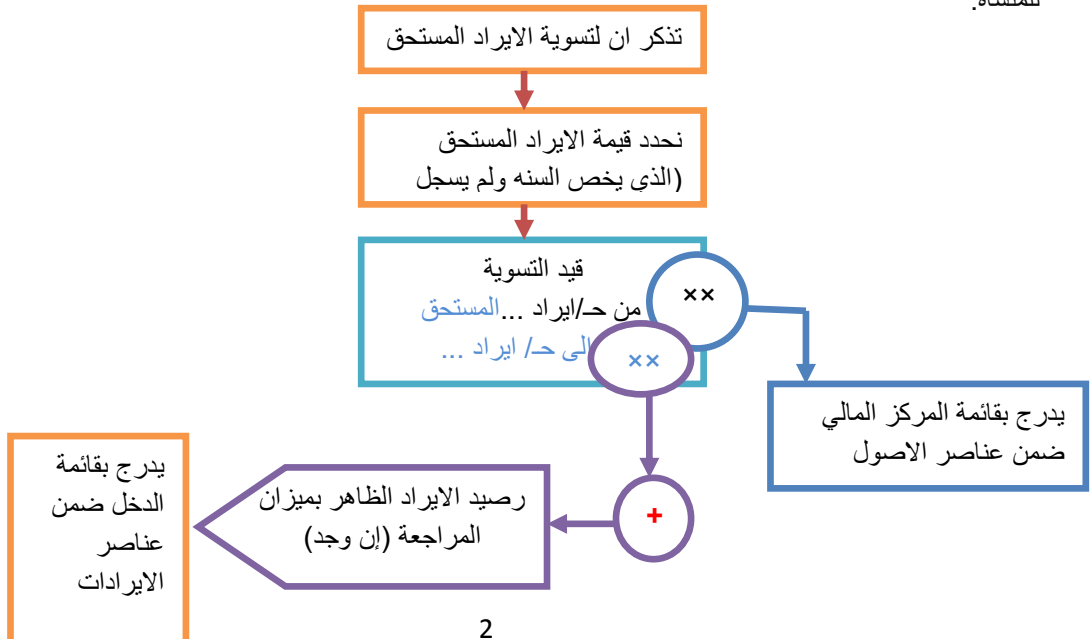 للمنشاه.
تذكر ان لتسوية الايراد المستحق
نحدد قيمة الايراد المستحق
(الذي يخص السنه ولم يسجل
قيد التسوية
×× من حـ/ايراد ...المستحق
×× الى حـ/ ايراد ...
يدرج بقائمة المركز المالي
ضمن عناصر الاصول
+
رصيد الايراد الظاهر بميزان
المراجعة (إن وجد)
يدرج بقائمة
الدخل ضمن
عناصر
الايرادات
2